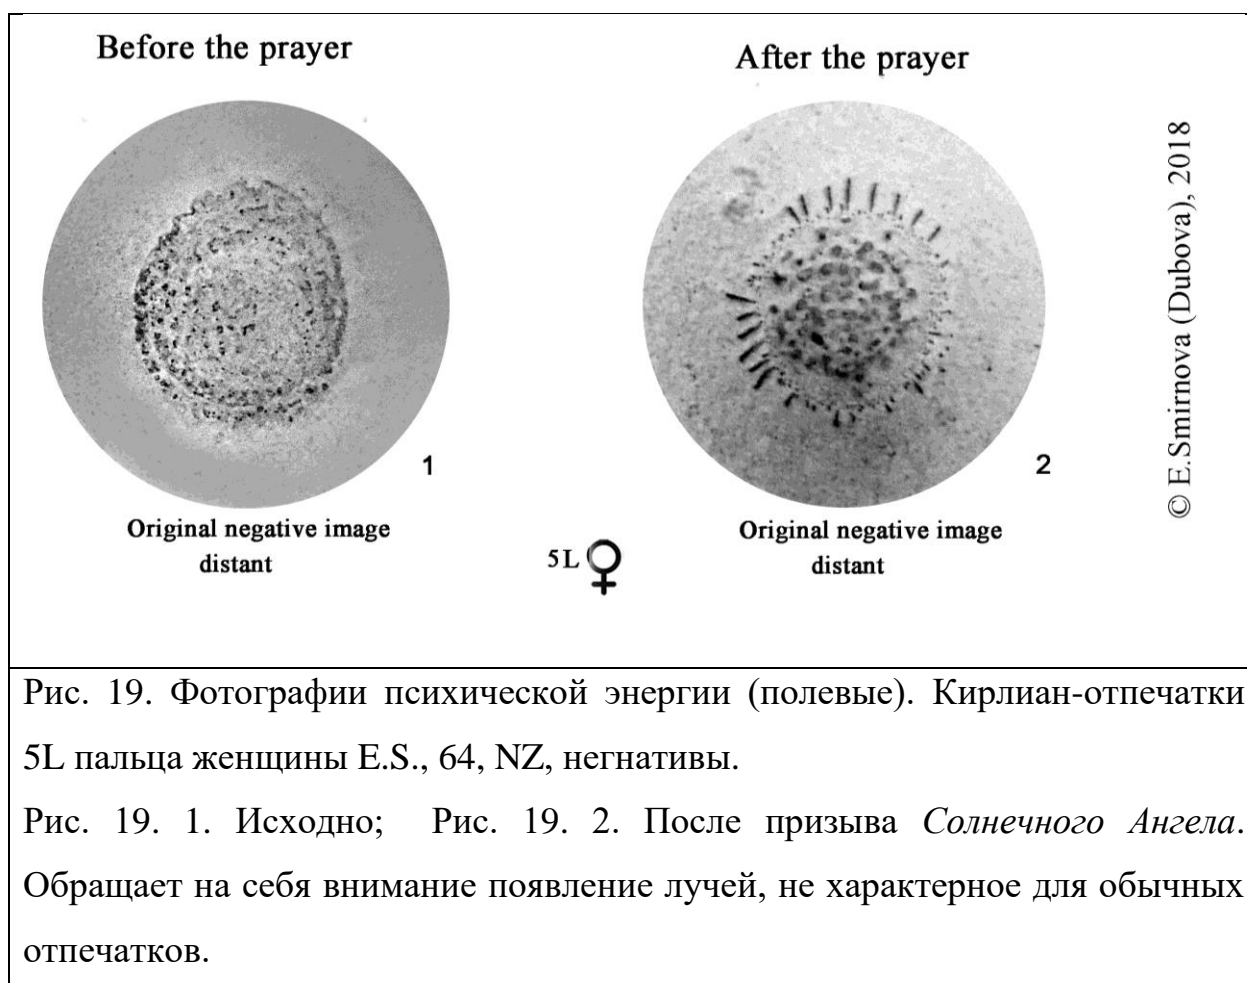 Before the prayer
After the prayer
© E.Smirnova (Dubova), 2018
1
2
Original negative image
distant
Original negative image
distant
5L
Рис. 19. Фотографии психической энергии (полевые). Кирлиан-отпечатки
5L пальца женщины E.S., 64, NZ, негнативы.
Рис. 19. 1. Исходно; Рис. 19. 2. После призыва Солнечного Ангела.
Обращает на себя внимание появление лучей, не характерное для обычных
отпечатков.